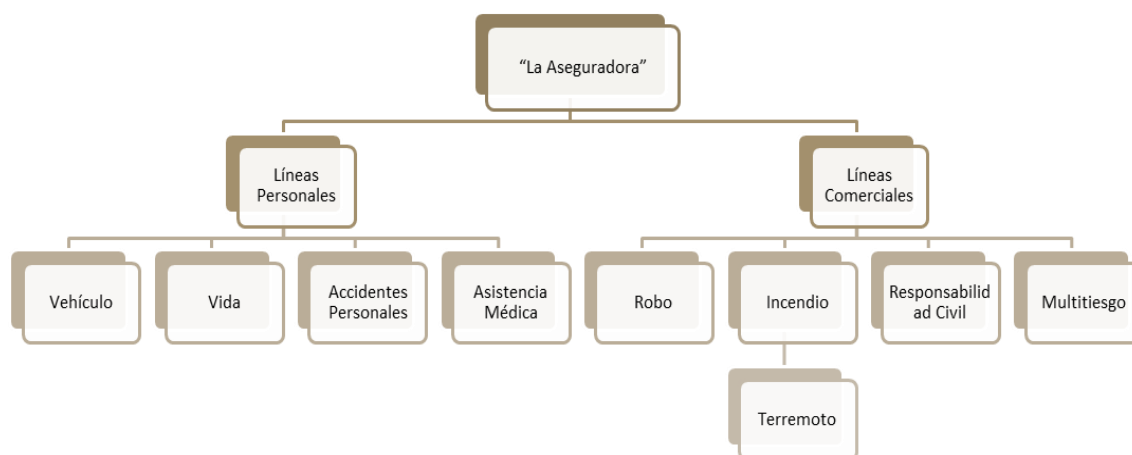 “La Aseguradora”
Líneas
Personales
Líneas
Comerciales
Vehículo
Vida
Accidentes
Personales
Asistencia
Médica
Robo
Incendio
Responsabilid
ad Civil
Multitiesgo
Terremoto